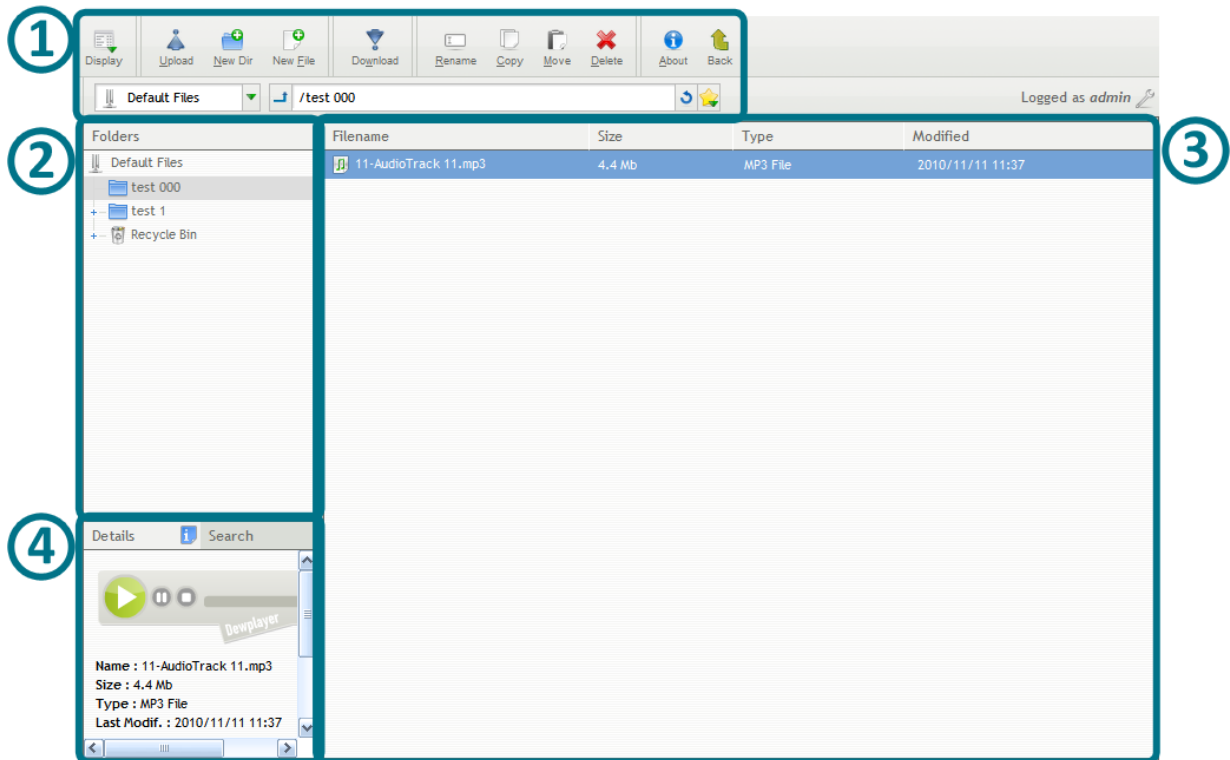 1
Display Upload New Dir New File Download Rename Copy Move Delete About Back
Default Files /test 000 Logged as admin
2
Folders
Default Files
test 000
test 1
Recycle Bin
Filename Size Type Modified
11-AudioTrack 11.mp3 4.4 Mb MP3 File 2010/11/11 11:37
3
4
Details i Search
Dewplayer
Name : 11-AudioTrack 11.mp3
Size : 4.4 Mb
Type : MP3 File
Last Modif. : 2010/11/11 11:37